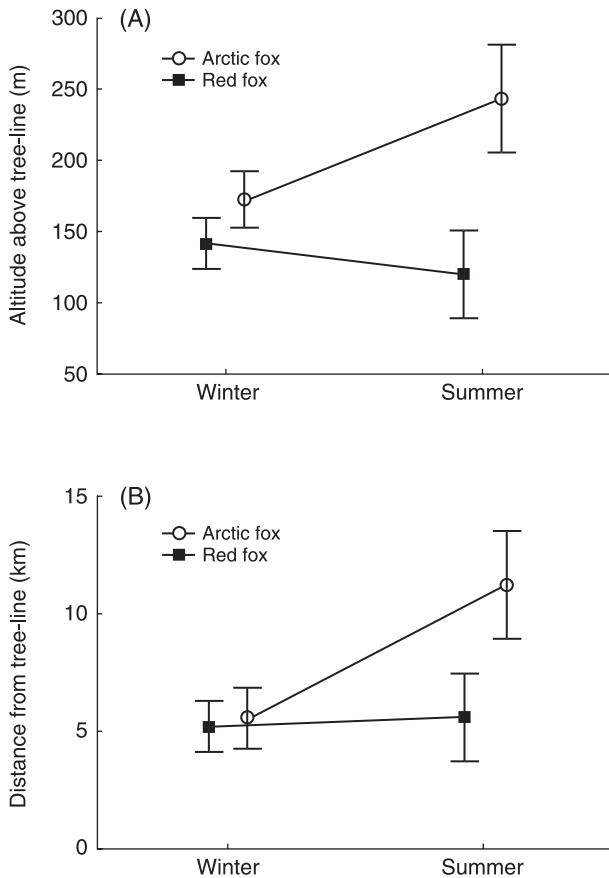 (A)
Arctic fox
Red fox
Altitude above tree-line (m)
300
250
200
150
100
50
Winter Summer
(B)
Arctic fox
Red fox
Distance from tree-line (km)
15
10
5
0
Winter Summer